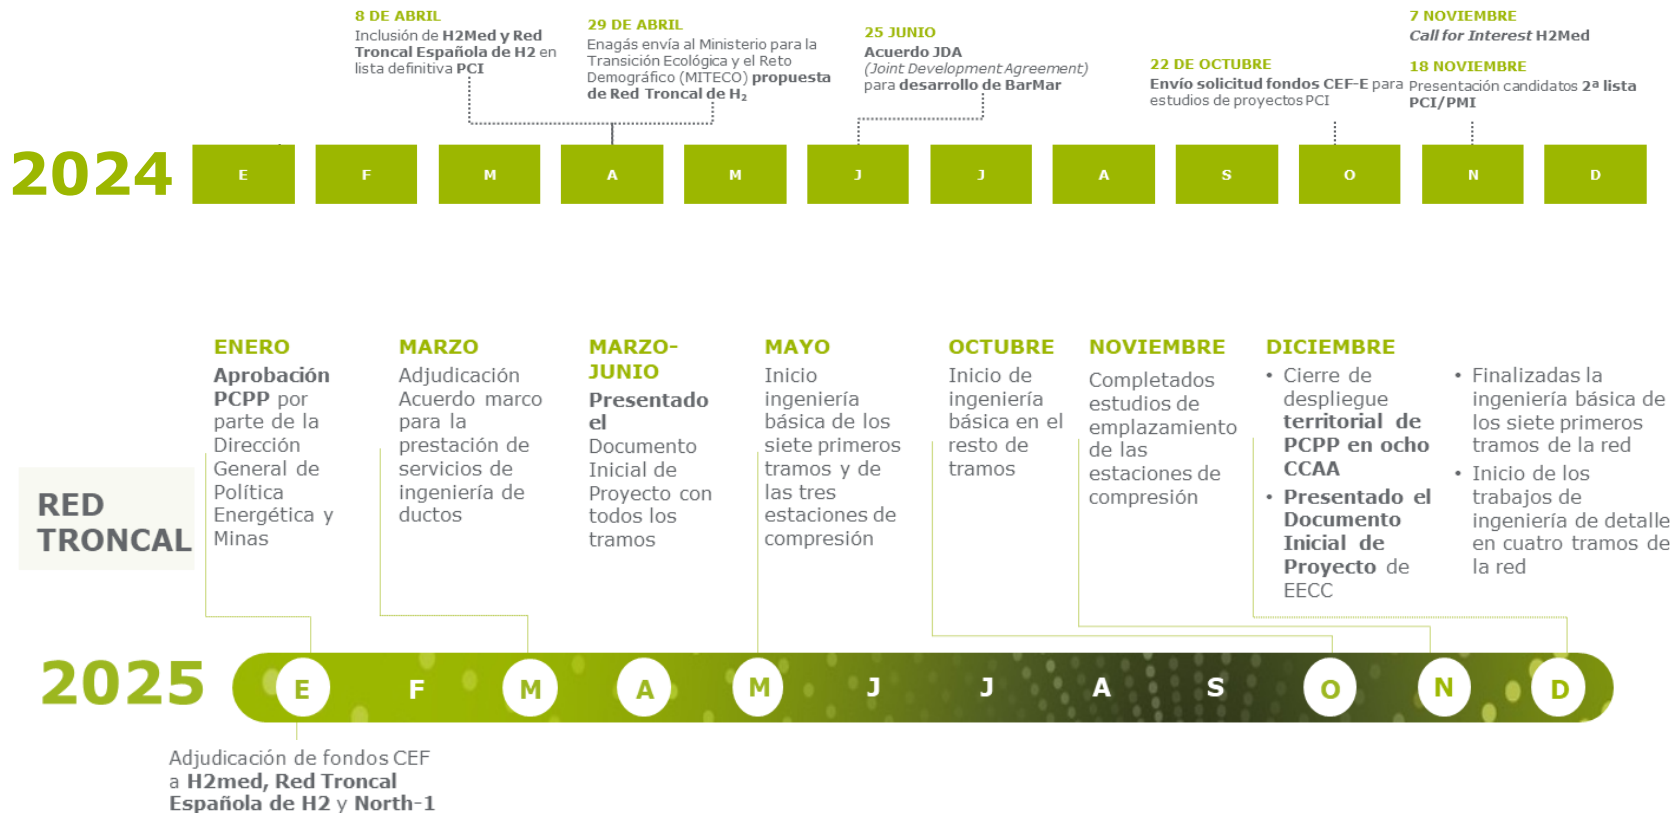 8 DE ABRIL
Inclusión de H2Med y Red
Troncal Española de H2 en
lista definitiva PCI
29 DE ABRIL
Enagás envía al Ministerio para la
Transición Ecológica y el Reto
Demográfico (MITECO) propuesta
de Red Troncal de H₂
25 JUNIO
Acuerdo JDA
(Joint Development Agreement)
para desarrollo de BarMar
22 DE OCTUBRE
Envío solicitud fondos CEF-E para
estudios de proyectos PCI
7 NOVIEMBRE
Call for Interest H2Med
18 NOVIEMBRE
Presentación candidatos 2ª lista
PCI/PMI
2024
E F M A M J J A S O N D
ENERO
Aprobación
PCPP por
parte de la
Dirección
General de
Política
Energética y
Minas
MARZO
Adjudicación
Acuerdo marco
para la
prestación de
servicios de
ingeniería de
ductos
MARZO-
JUNIO
Presentado
el
Documento
Inicial de
Proyecto con
todos los
tramos
MAYO
Inicio
ingeniería
básica de los
siete primeros
tramos y de
las tres
estaciones de
compresión
OCTUBRE
Inicio de
ingeniería
básica en el
resto de
tramos
NOVIEMBRE
Completados
estudios de
emplazamiento
de las
estaciones de
compresión
DICIEMBRE
• Cierre de
despliegue
territorial de
PCPP en ocho
CCAA
• Presentado el
Documento
Inicial de
Proyecto de
EECC
• Finalizadas la
ingeniería básica de
los siete primeros
tramos de la red
• Inicio de los
trabajos de
ingeniería de detalle
en cuatro tramos de
la red
RED
TRONCAL
2025
E F M A M J J A S O N D
Adjudicación de fondos CEF
a H2med, Red Troncal
Española de H2 y North-1